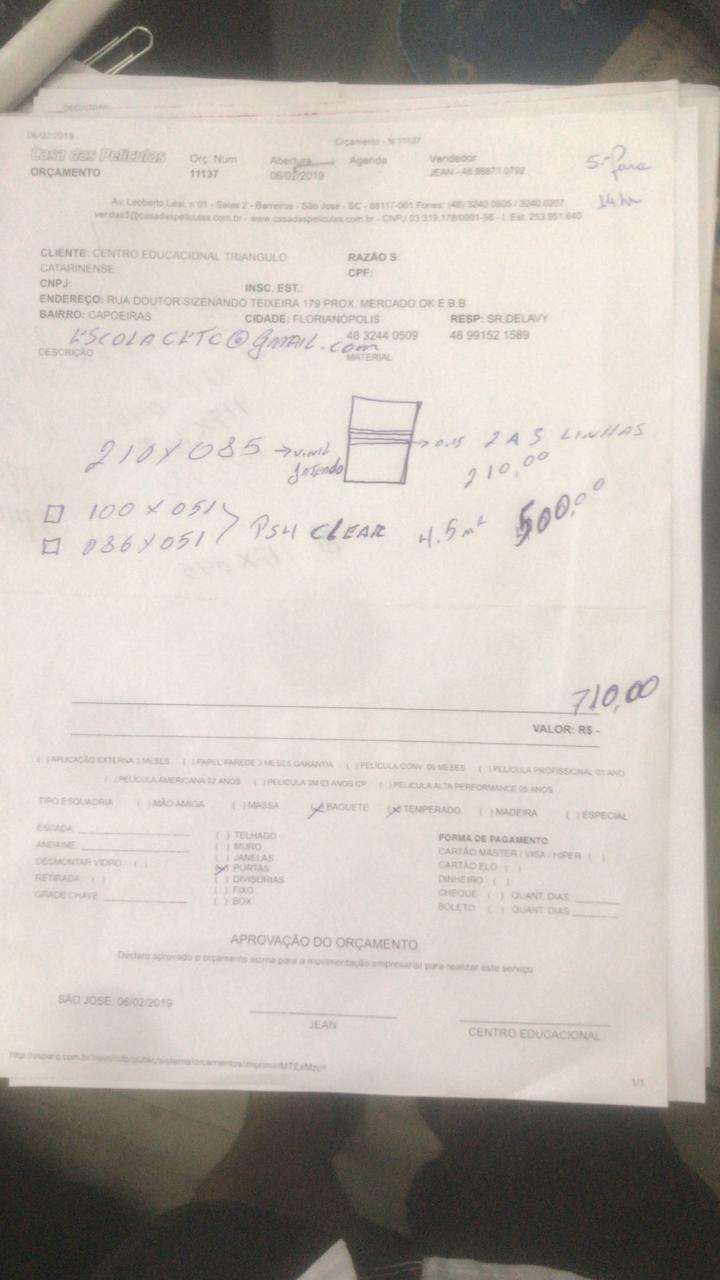 06/02/2019
Orçamento - N 11137
Casa das Películas Orç. Num Abertura Agenda Vendedor
ORÇAMENTO 11137 06/02/2019 JEAN - 48 98871 0792
5ª feira
14 hr
Av. Leoberto Leal, n 01 - Salas 2 - Barreiros - São José - SC - 88117-001 Fones: (48) 3240 0605 / 3240 0207
vendas3@casadaspeliculas.com.br - www.casadaspeliculas.com.br - CNPJ 03.319.178/0001-96 - I. Est. 253.951.640
CLIENTE: CENTRO EDUCACIONAL TRIANGULO RAZÃO S:
CATARINENSE CPF:
CNPJ: INSC. EST.:
ENDEREÇO: RUA DOUTOR SIZENANDO TEIXEIRA 179 PROX. MERCADO OK E B.B
BAIRRO: CAPOEIRAS CIDADE: FLORIANÓPOLIS RESP: SR.DELAVY
48 3244 0509 48 99152 1589
@gmail.com
DESCRIÇÃO MATERIAL
210 X 085 → vinil jateado → 0.15 2 A 3 LINHAS
210,00
100 X 051
086 X 051 PS4 CLEAR 4.5 m² 500,00
710,00
VALOR: R$ -
( ) APLICAÇÃO EXTERNA 3 MESES ( ) PAPEL PAREDE 3 MESES GARANTIA ( ) PELÍCULA CONV. 06 MESES ( ) PELÍCULA PROFISSIONAL 01 ANO
( ) PELICULA AMERICANA 02 ANOS ( ) PELICULA 3M 03 ANOS CP ( ) PELICULA ALTA PERFORMANCE 05 ANOS
TIPO ESQUADRIA ( ) MÃO AMIGA ( ) MASSA (x) BAGUETE (x) TEMPERADO ( ) MADEIRA ( ) ESPECIAL
ESCADA ( ) TELHADO FORMA DE PAGAMENTO
ANDAIME ( ) MURO CARTÃO MASTER / VISA / HIPER ( )
DESMONTAR VIDRO: ( ) ( ) JANELAS CARTÃO ELO ( )
RETIRADA ( ) (x) PORTAS DINHEIRO ( )
GRADE CHAVE ( ) DIVISÓRIAS CHEQUE ( ) QUANT DIAS
( ) FIXO BOLETO ( ) QUANT DIAS
( ) BOX
APROVAÇÃO DO ORÇAMENTO
Declaro aprovado o orçamento acima para a movimentação empresarial para realizar este serviço
SÃO JOSE: 06/02/2019
JEAN CENTRO EDUCACIONAL
1/1